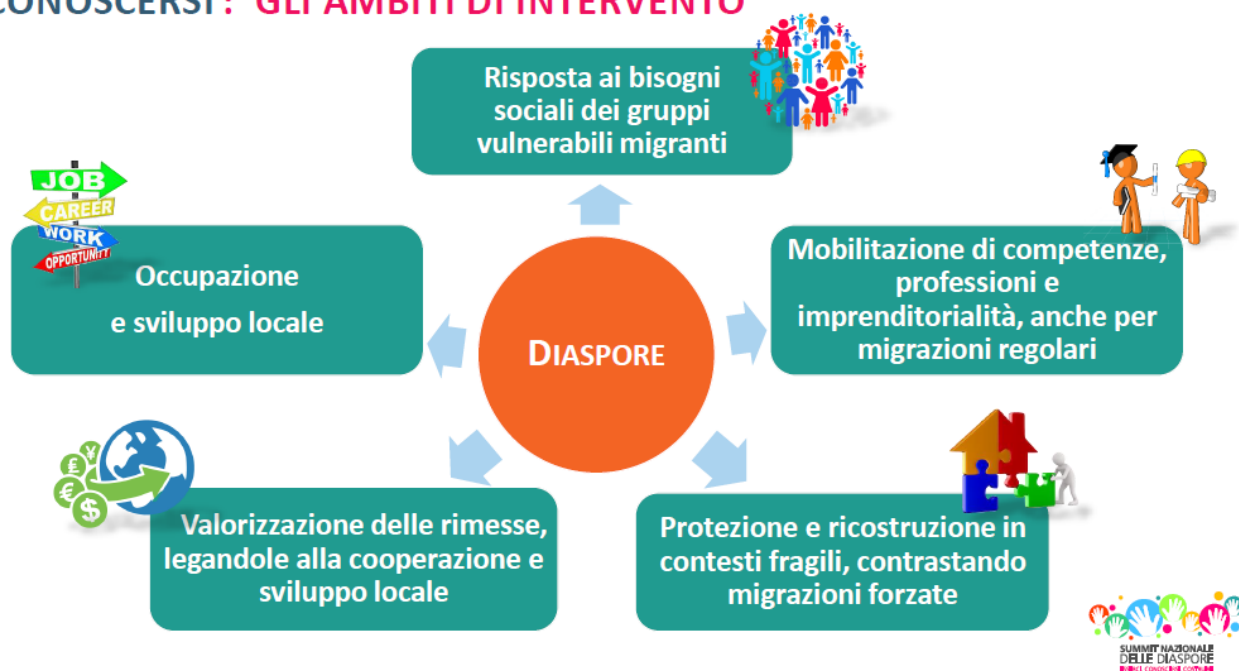 CONOSCERSI : GLI AMBITI DI INTERVENTO
Risposta ai bisogni
sociali dei gruppi
vulnerabili migranti
JOB
CAREER
WORK
OPPORTUNITY
Occupazione
e sviluppo locale
Mobilitazione di competenze,
professioni e
imprenditorialità, anche per
migrazioni regolari
DIASPORE
¥
£
€
$
Valorizzazione delle rimesse,
legandole alla cooperazione e
sviluppo locale
Protezione e ricostruzione in
contesti fragili, contrastando
migrazioni forzate
SUMMIT NAZIONALE
DELLE DIASPORE